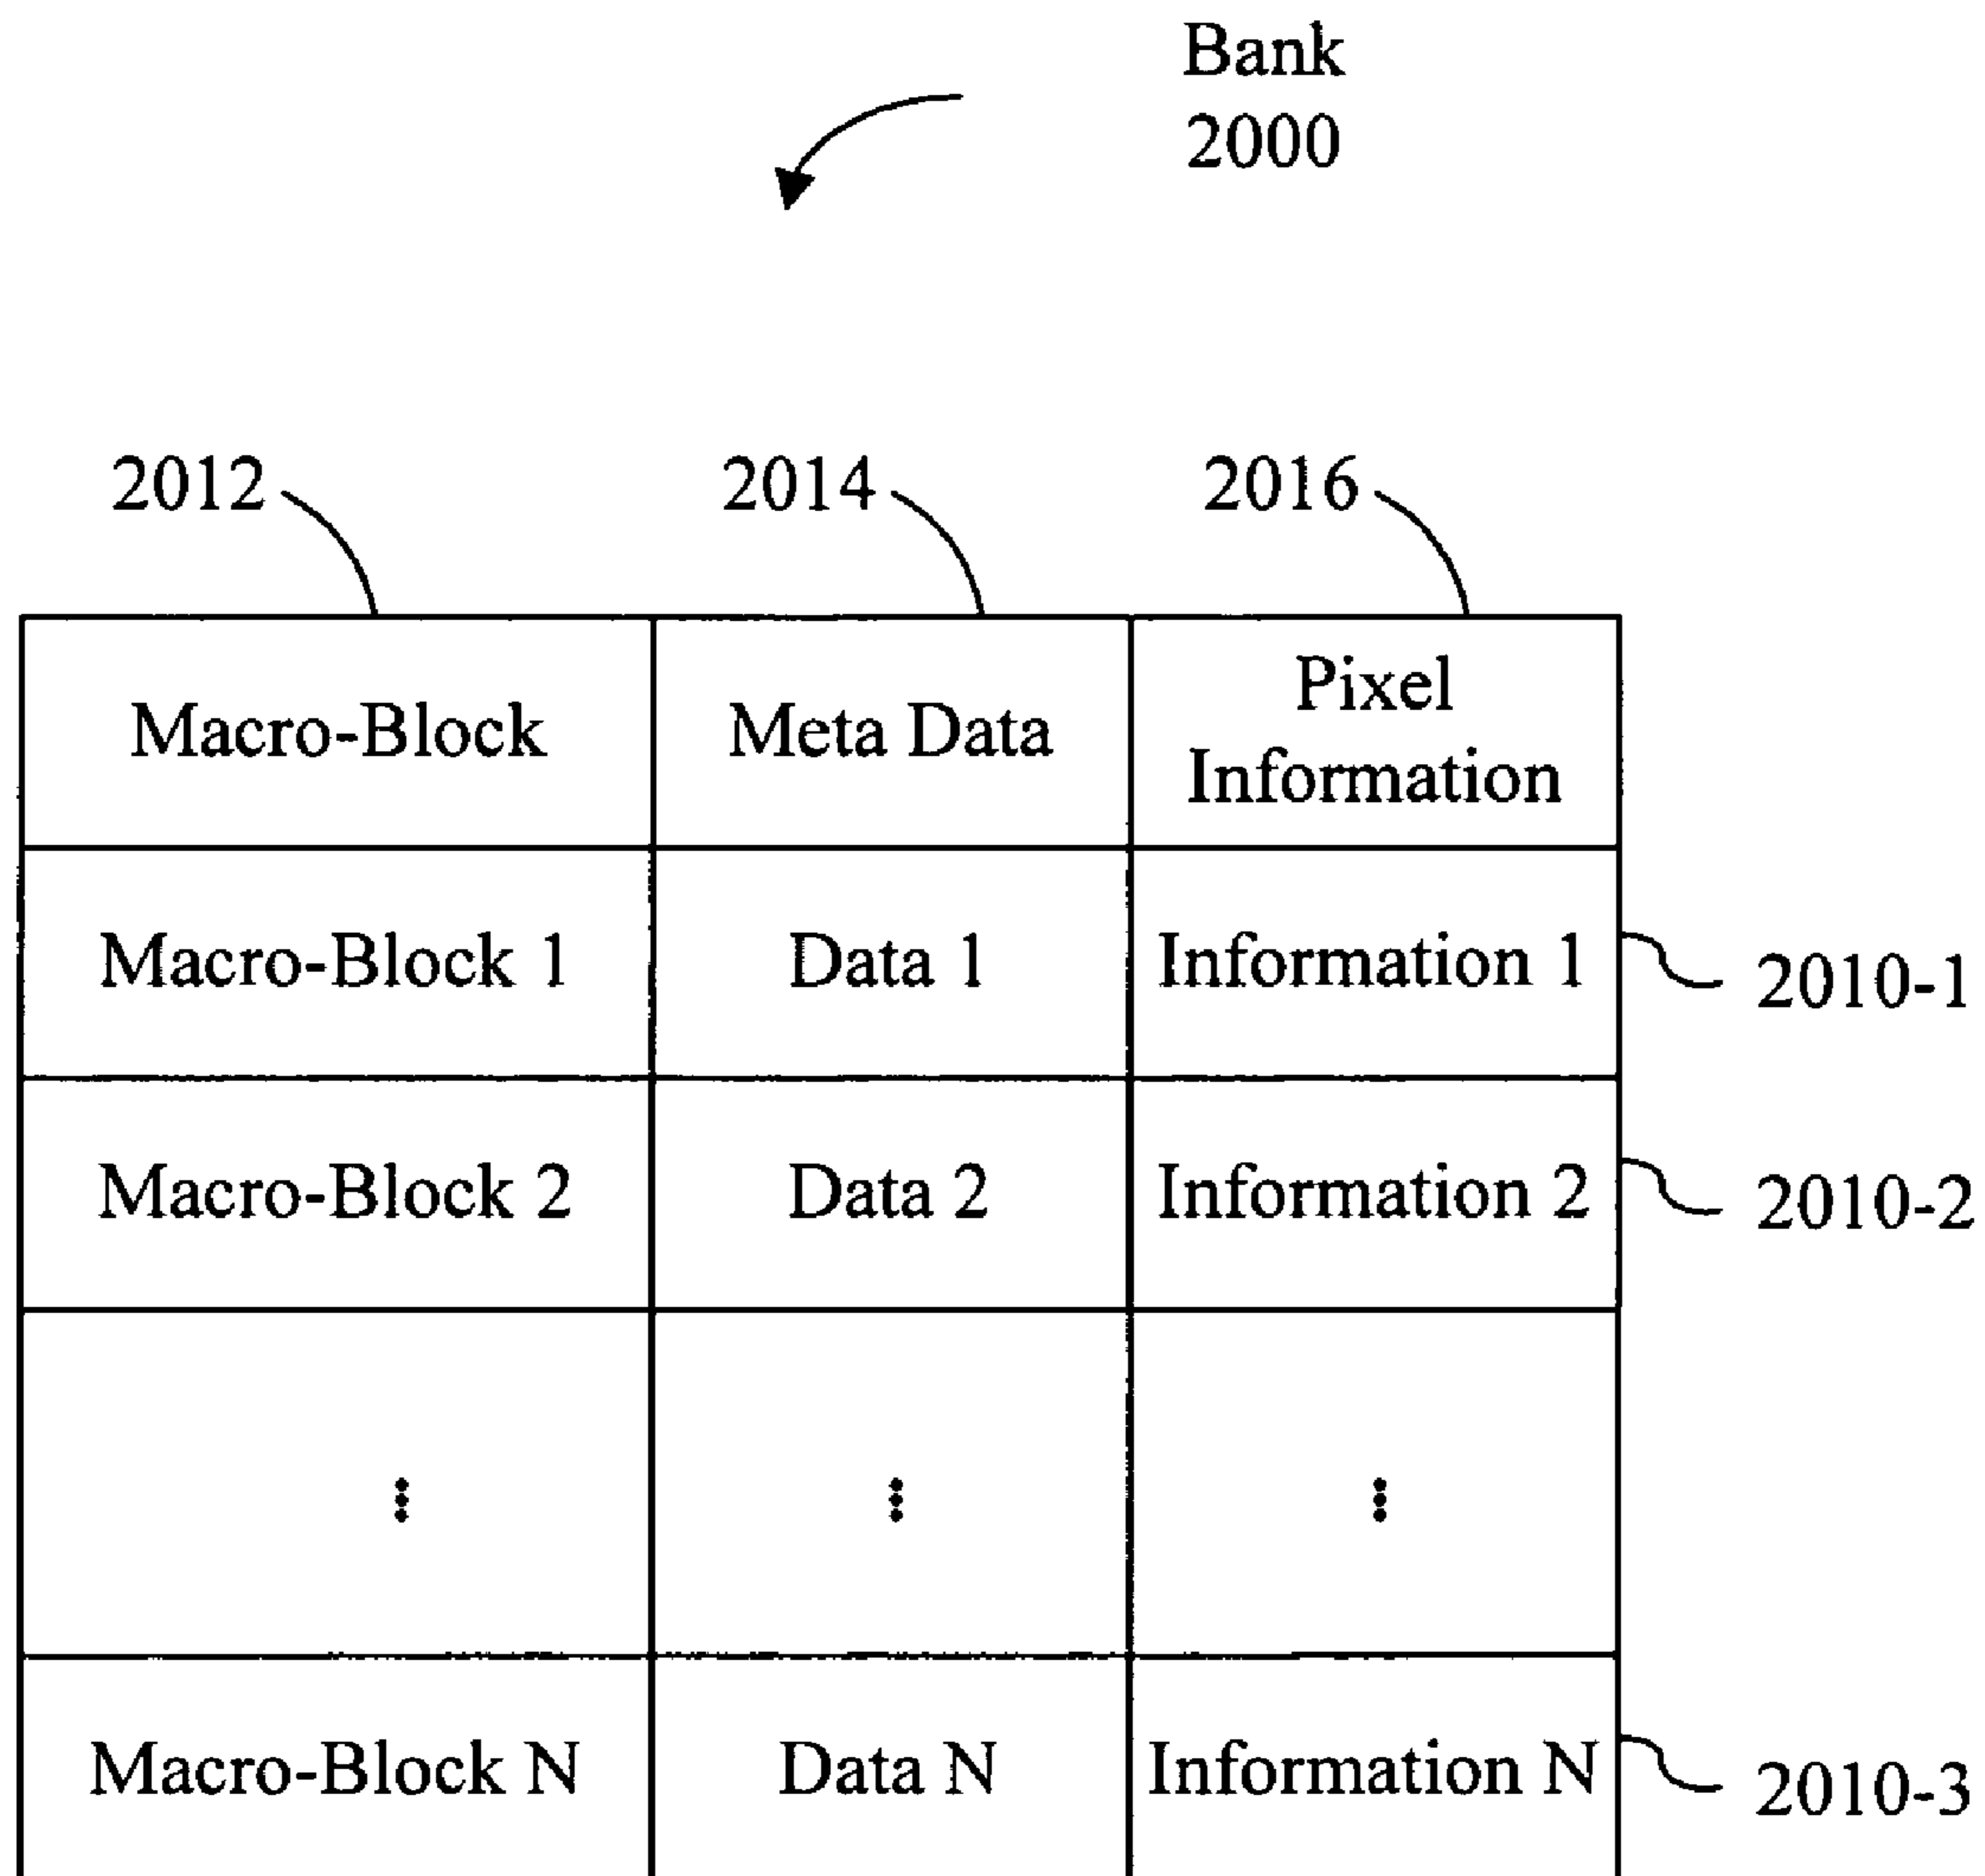 Bank
2000
2012
2014
2016
Macro-Block
Meta Data
Pixel
Information
Macro-Block 1
Data 1
Information 1
2010-1
Macro-Block 2
Data 2
Information 2
2010-2
Macro-Block N
Data N
Information N
2010-3